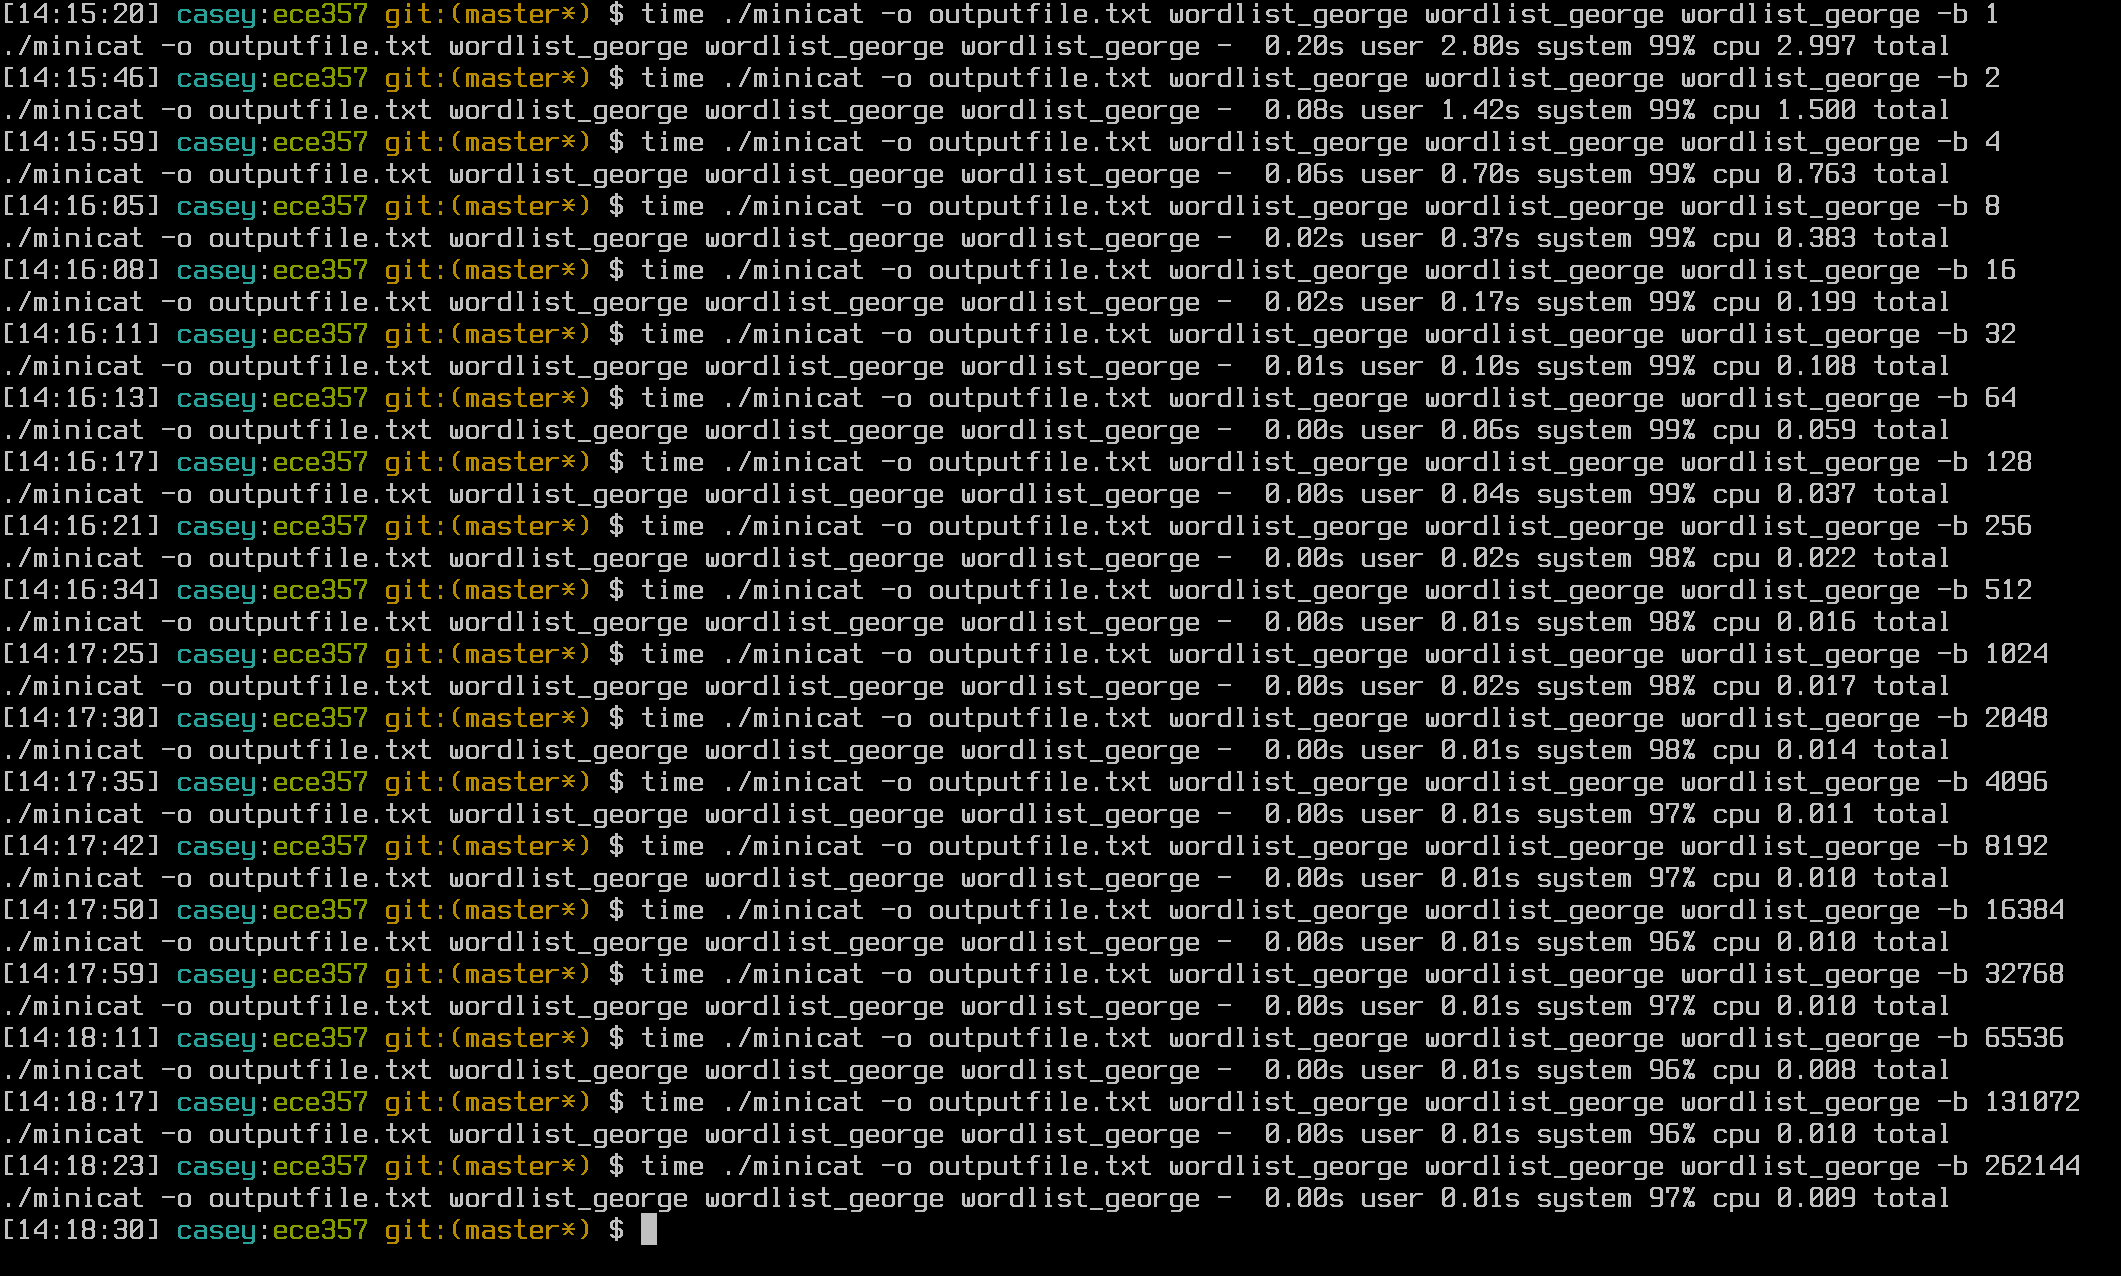 [14:15:20] casey:ece357 git:(master*) $ time ./minicat -o outputfile.txt wordlist_george wordlist_george wordlist_george -b 1
./minicat -o outputfile.txt wordlist_george wordlist_george wordlist_george -  0.20s user 2.80s system 99% cpu 2.997 total
[14:15:46] casey:ece357 git:(master*) $ time ./minicat -o outputfile.txt wordlist_george wordlist_george wordlist_george -b 2
./minicat -o outputfile.txt wordlist_george wordlist_george wordlist_george -  0.08s user 1.42s system 99% cpu 1.500 total
[14:15:59] casey:ece357 git:(master*) $ time ./minicat -o outputfile.txt wordlist_george wordlist_george wordlist_george -b 4
./minicat -o outputfile.txt wordlist_george wordlist_george wordlist_george -  0.06s user 0.70s system 99% cpu 0.763 total
[14:16:05] casey:ece357 git:(master*) $ time ./minicat -o outputfile.txt wordlist_george wordlist_george wordlist_george -b 8
./minicat -o outputfile.txt wordlist_george wordlist_george wordlist_george -  0.02s user 0.37s system 99% cpu 0.383 total
[14:16:08] casey:ece357 git:(master*) $ time ./minicat -o outputfile.txt wordlist_george wordlist_george wordlist_george -b 16
./minicat -o outputfile.txt wordlist_george wordlist_george wordlist_george -  0.02s user 0.17s system 99% cpu 0.199 total
[14:16:11] casey:ece357 git:(master*) $ time ./minicat -o outputfile.txt wordlist_george wordlist_george wordlist_george -b 32
./minicat -o outputfile.txt wordlist_george wordlist_george wordlist_george -  0.01s user 0.10s system 99% cpu 0.108 total
[14:16:13] casey:ece357 git:(master*) $ time ./minicat -o outputfile.txt wordlist_george wordlist_george wordlist_george -b 64
./minicat -o outputfile.txt wordlist_george wordlist_george wordlist_george -  0.00s user 0.06s system 99% cpu 0.059 total
[14:16:17] casey:ece357 git:(master*) $ time ./minicat -o outputfile.txt wordlist_george wordlist_george wordlist_george -b 128
./minicat -o outputfile.txt wordlist_george wordlist_george wordlist_george -  0.00s user 0.04s system 99% cpu 0.037 total
[14:16:21] casey:ece357 git:(master*) $ time ./minicat -o outputfile.txt wordlist_george wordlist_george wordlist_george -b 256
./minicat -o outputfile.txt wordlist_george wordlist_george wordlist_george -  0.00s user 0.02s system 98% cpu 0.022 total
[14:16:34] casey:ece357 git:(master*) $ time ./minicat -o outputfile.txt wordlist_george wordlist_george wordlist_george -b 512
./minicat -o outputfile.txt wordlist_george wordlist_george wordlist_george -  0.00s user 0.01s system 98% cpu 0.016 total
[14:17:25] casey:ece357 git:(master*) $ time ./minicat -o outputfile.txt wordlist_george wordlist_george wordlist_george -b 1024
./minicat -o outputfile.txt wordlist_george wordlist_george wordlist_george -  0.00s user 0.02s system 98% cpu 0.017 total
[14:17:30] casey:ece357 git:(master*) $ time ./minicat -o outputfile.txt wordlist_george wordlist_george wordlist_george -b 2048
./minicat -o outputfile.txt wordlist_george wordlist_george wordlist_george -  0.00s user 0.01s system 98% cpu 0.014 total
[14:17:35] casey:ece357 git:(master*) $ time ./minicat -o outputfile.txt wordlist_george wordlist_george wordlist_george -b 4096
./minicat -o outputfile.txt wordlist_george wordlist_george wordlist_george -  0.00s user 0.01s system 97% cpu 0.011 total
[14:17:42] casey:ece357 git:(master*) $ time ./minicat -o outputfile.txt wordlist_george wordlist_george wordlist_george -b 8192
./minicat -o outputfile.txt wordlist_george wordlist_george wordlist_george -  0.00s user 0.01s system 97% cpu 0.010 total
[14:17:50] casey:ece357 git:(master*) $ time ./minicat -o outputfile.txt wordlist_george wordlist_george wordlist_george -b 16384
./minicat -o outputfile.txt wordlist_george wordlist_george wordlist_george -  0.00s user 0.01s system 96% cpu 0.010 total
[14:17:59] casey:ece357 git:(master*) $ time ./minicat -o outputfile.txt wordlist_george wordlist_george wordlist_george -b 32768
./minicat -o outputfile.txt wordlist_george wordlist_george wordlist_george -  0.00s user 0.01s system 97% cpu 0.010 total
[14:18:11] casey:ece357 git:(master*) $ time ./minicat -o outputfile.txt wordlist_george wordlist_george wordlist_george -b 65536
./minicat -o outputfile.txt wordlist_george wordlist_george wordlist_george -  0.00s user 0.01s system 96% cpu 0.008 total
[14:18:17] casey:ece357 git:(master*) $ time ./minicat -o outputfile.txt wordlist_george wordlist_george wordlist_george -b 131072
./minicat -o outputfile.txt wordlist_george wordlist_george wordlist_george -  0.00s user 0.01s system 96% cpu 0.010 total
[14:18:23] casey:ece357 git:(master*) $ time ./minicat -o outputfile.txt wordlist_george wordlist_george wordlist_george -b 262144
./minicat -o outputfile.txt wordlist_george wordlist_george wordlist_george -  0.00s user 0.01s system 97% cpu 0.009 total
[14:18:30] casey:ece357 git:(master*) $